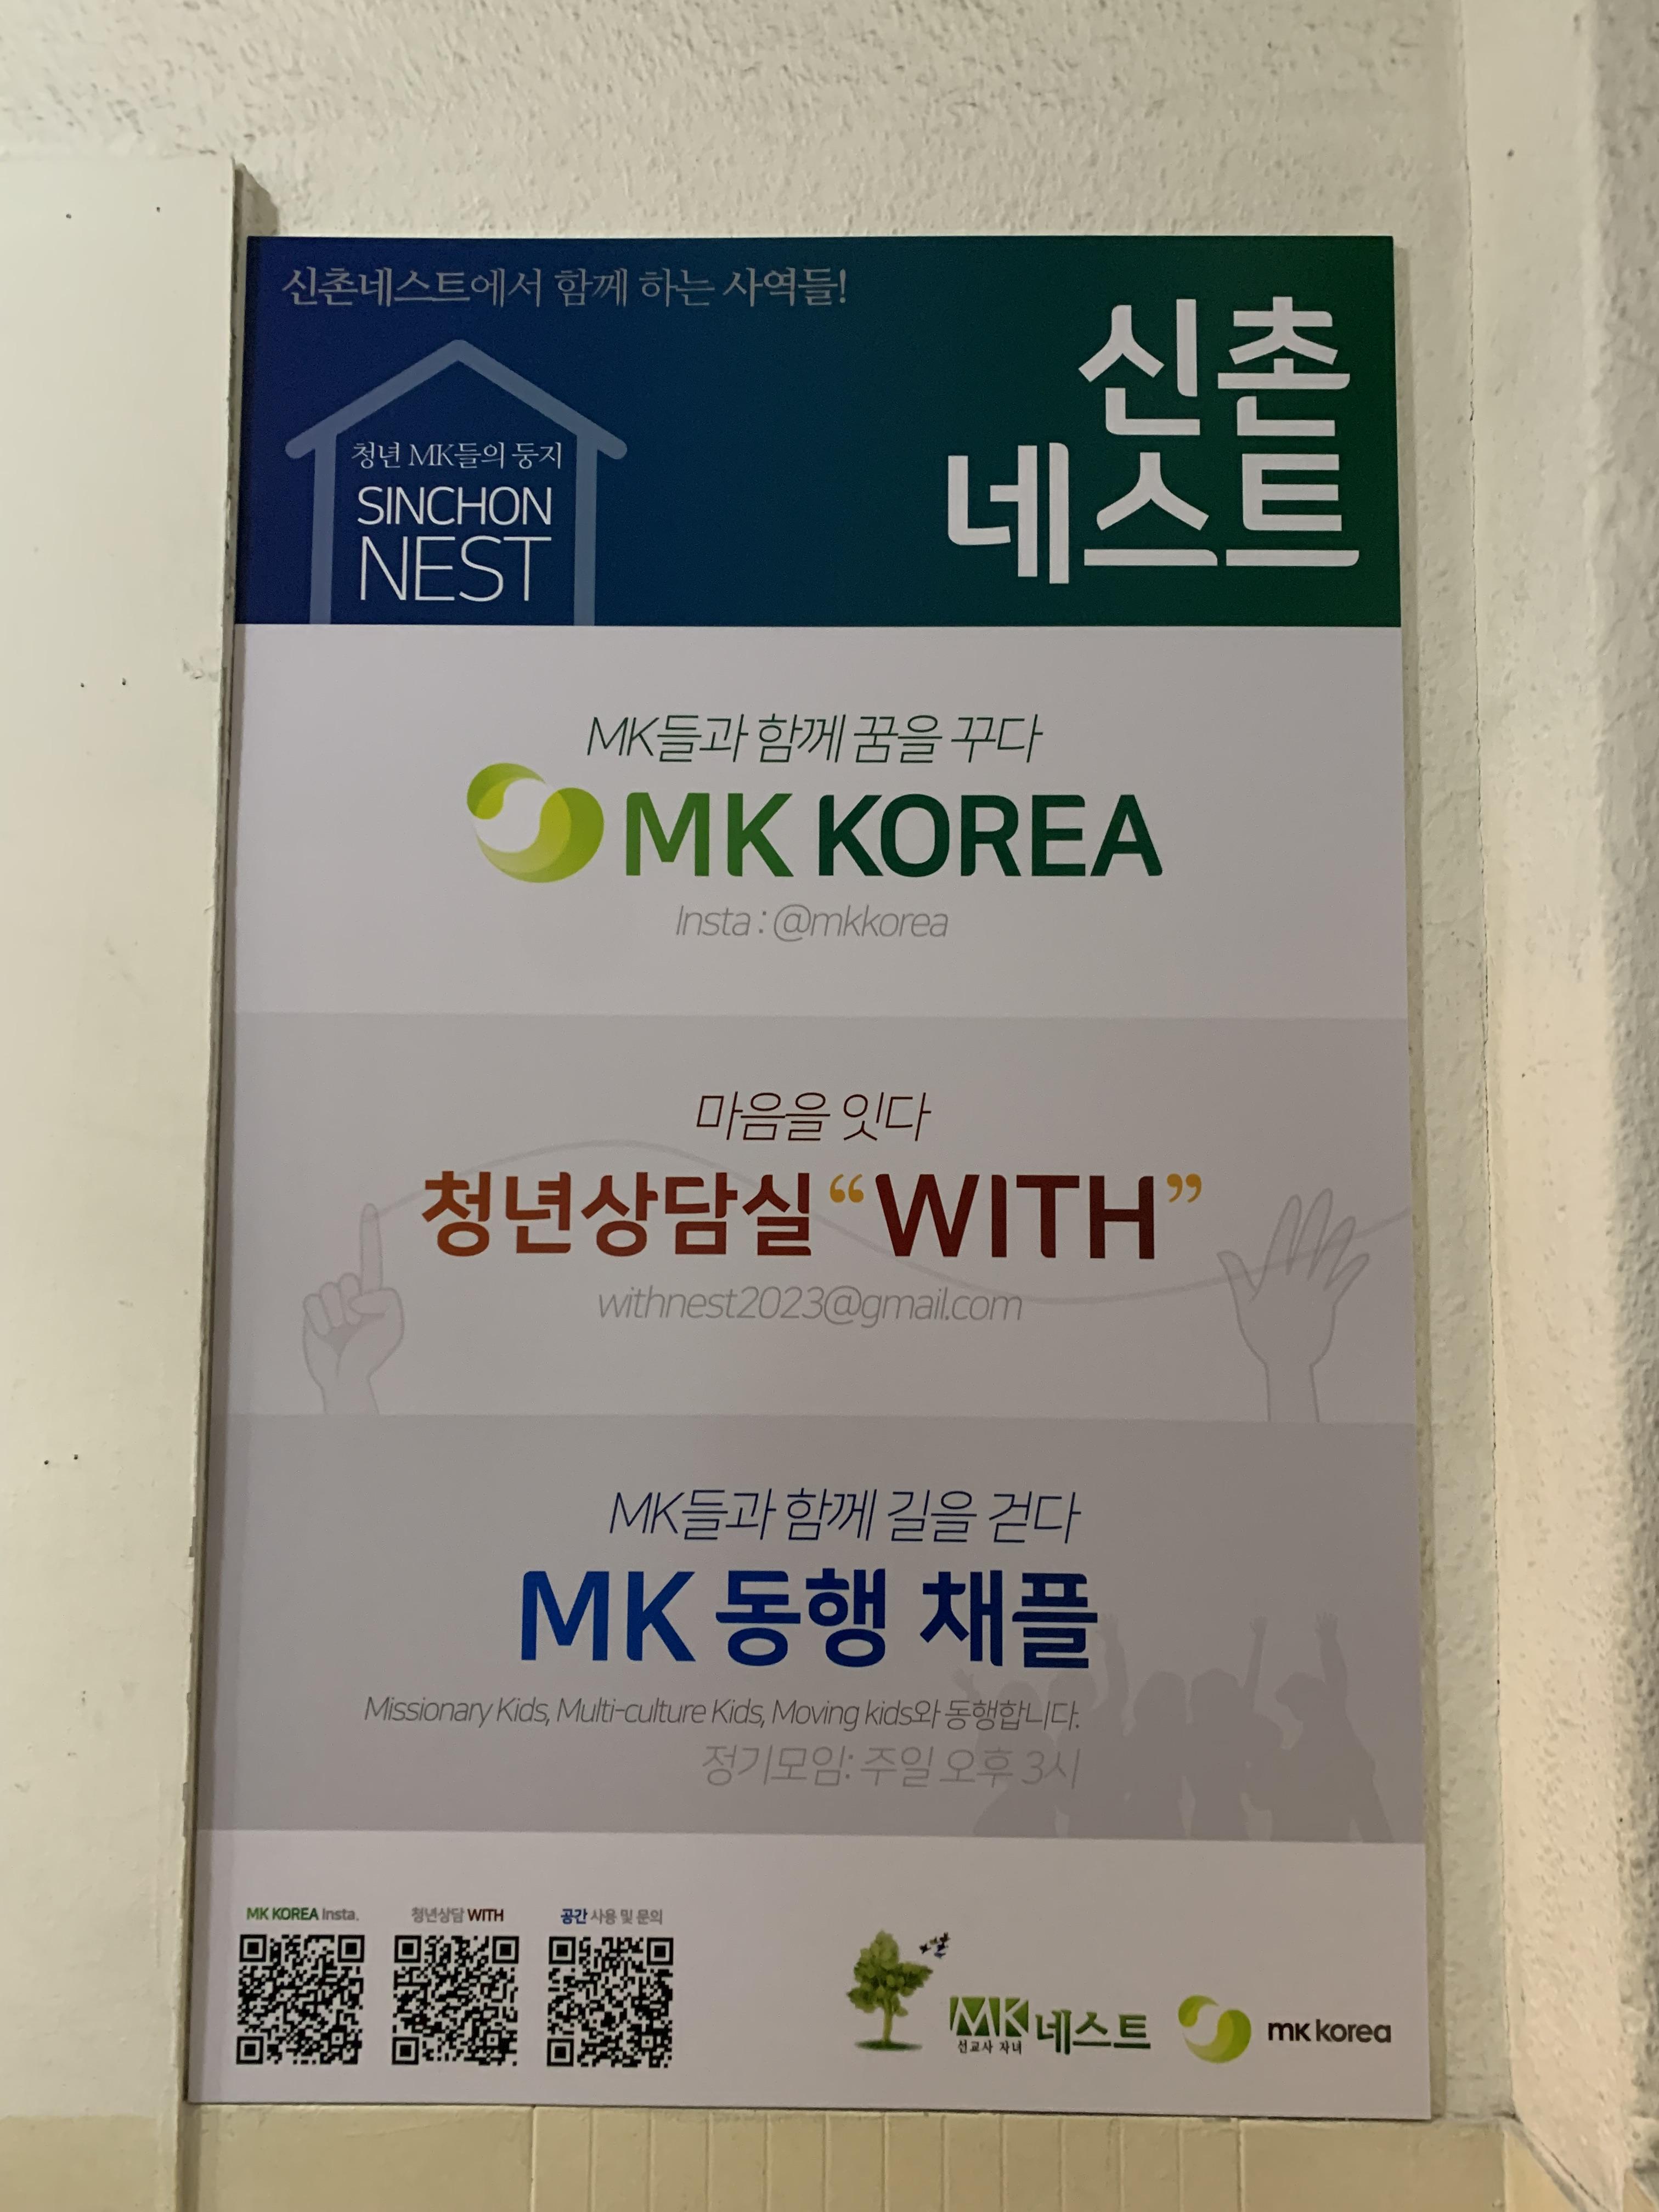 신촌네스트에서 함께 하는 사역들!
신촌
네스트
청년 MK들의 둥지
SINCHON
NEST
MK들과 함께 꿈을 꾸다
MK KOREA
Insta : @mkkorea
마음을 잇다
청년상담실 “WITH”
withnest2023@gmail.com
MK들과 함께 길을 걷다
MK 동행 채플
Missionary Kids, Multi-culture Kids, Moving kids와 동행합니다.
정기모임: 주일 오후 3시
MK KOREA Insta.
청년상담 WITH
공간 사용 및 문의
MK 네스트
선교사 자녀
mk korea